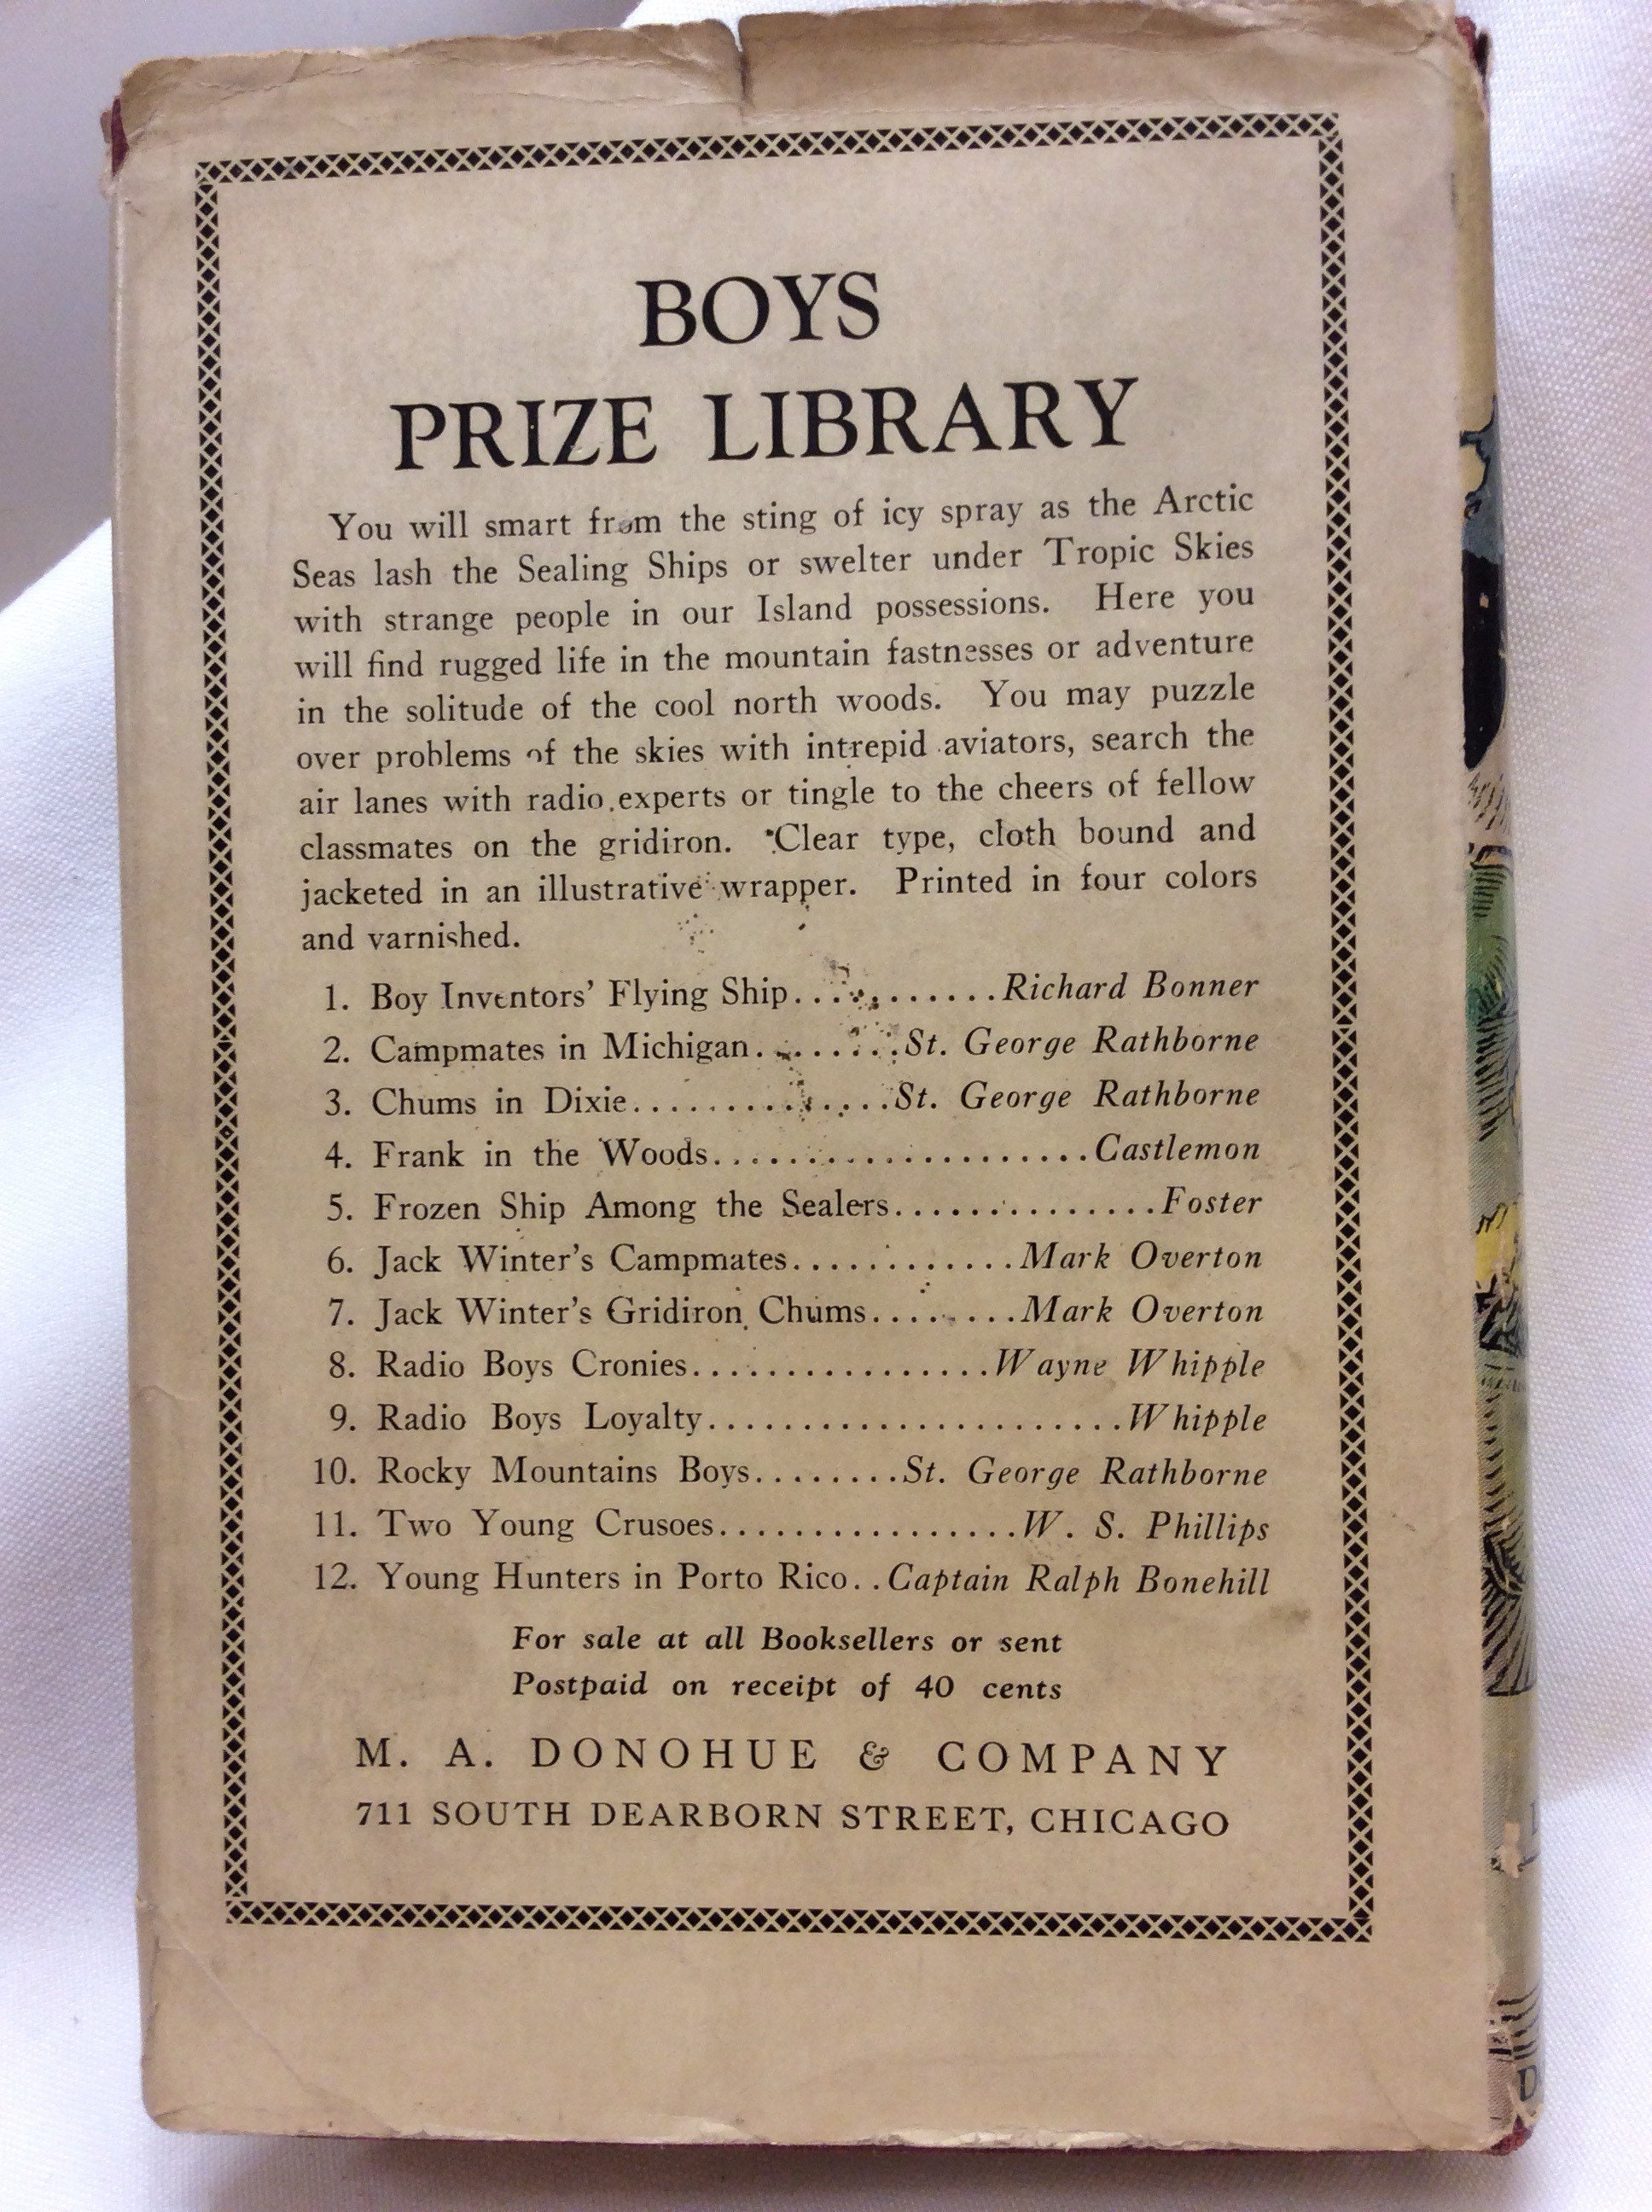 BOYS
PRIZE LIBRARY
You will smart from the sting of icy spray as the Arctic
Seas lash the Sealing Ships or swelter under Tropic Skies
with strange people in our Island possessions. Here you
will find rugged life in the mountain fastnesses or adventure
in the solitude of the cool north woods. You may puzzle
over problems of the skies with intrepid aviators, search the
air lanes with radio experts or tingle to the cheers of fellow
classmates on the gridiron. Clear type, cloth bound and
jacketed in an illustrative wrapper. Printed in four colors
and varnished.
1. Boy Inventors' Flying Ship...........Richard Bonner
2. Campmates in Michigan........St. George Rathborne
3. Chums in Dixie..............St. George Rathborne
4. Frank in the Woods....................Castlemon
5. Frozen Ship Among the Sealers..............Foster
6. Jack Winter's Campmates............Mark Overton
7. Jack Winter's Gridiron Chums........Mark Overton
8. Radio Boys Cronies................Wayne Whipple
9. Radio Boys Loyalty......................Whipple
10. Rocky Mountains Boys........St. George Rathborne
11. Two Young Crusoes................W. S. Phillips
12. Young Hunters in Porto Rico..Captain Ralph Bonehill
For sale at all Booksellers or sent
Postpaid on receipt of 40 cents
M. A. DONOHUE & COMPANY
711 SOUTH DEARBORN STREET, CHICAGO
D